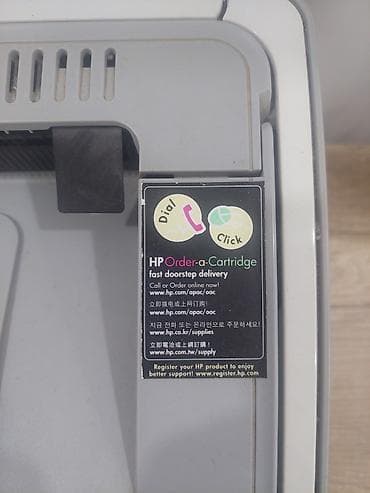 Dial
Click
HP Order-a-Cartridge
fast doorstep delivery
Call or Order online now!
www.hp.com/apac/oac
立即拨电或上网订购!
www.hp.com/apac/oac
지금 전화 또는 온라인으로 주문하세요!
www.hp.co.kr/supplies
立即電洽或上網訂購！
www.hp.com.tw/supply
Register your HP product to enjoy
better support! www.register.hp.com